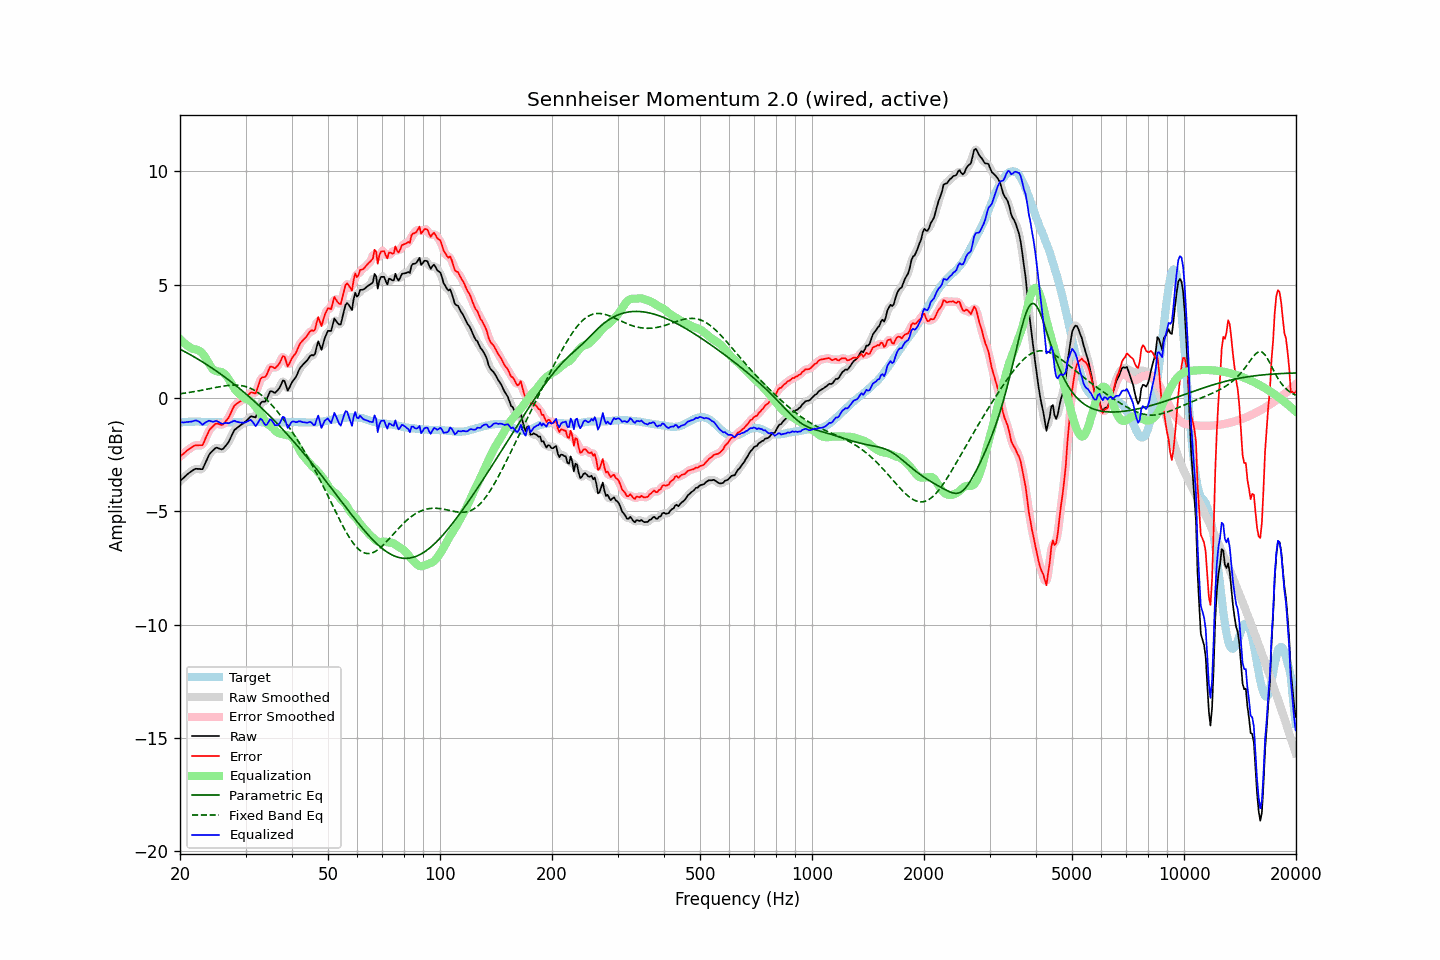 Sennheiser Momentum 2.0 (wired, active)
Amplitude (dBr)
10
5
0
−5
−10
−15
−20
Target
Raw Smoothed
Error Smoothed
Raw
Error
Equalization
Parametric Eq
Fixed Band Eq
Equalized
20 50 100 200 500 1000 2000 5000 10000 20000
Frequency (Hz)